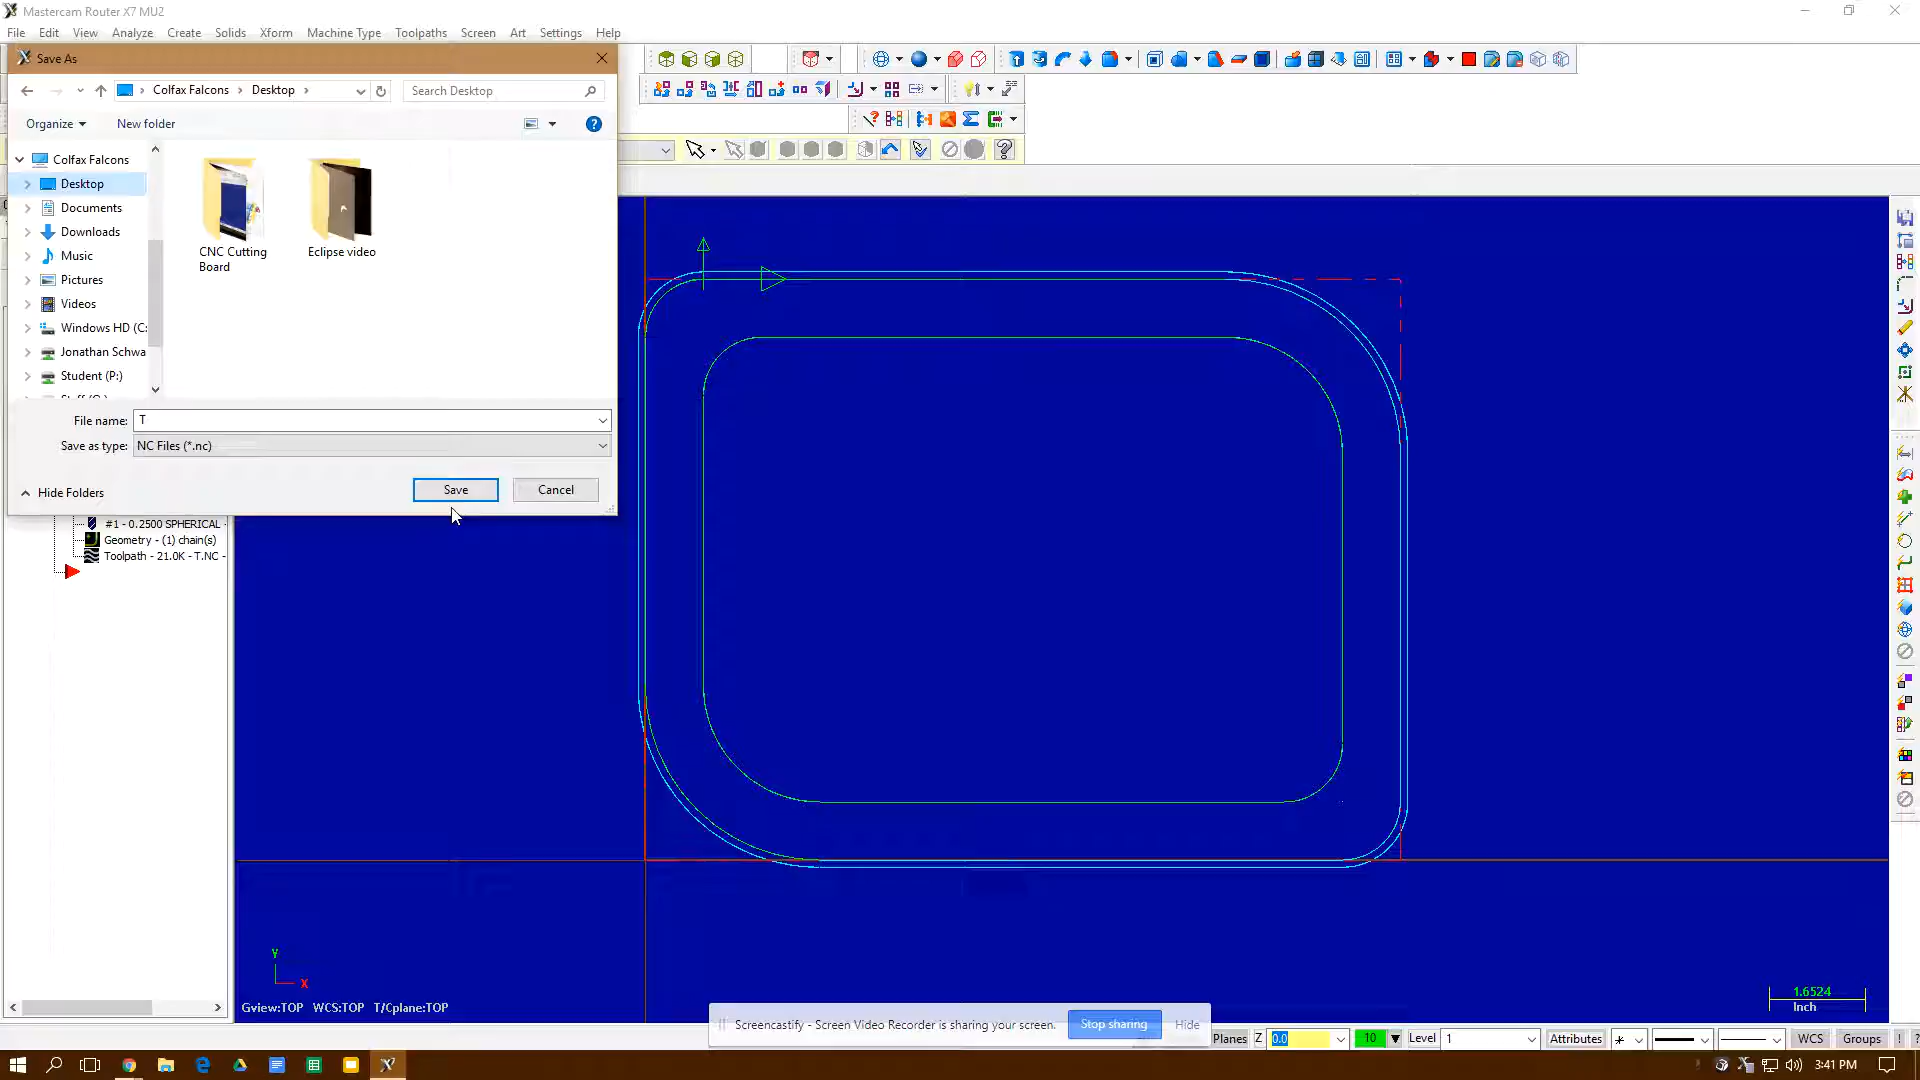 Mastercam Router X7 MU2
File Edit View Analyze Create Solids Xform Machine Type Toolpaths Screen Art Settings Help
Save As
Colfax Falcons Desktop
Search Desktop
Organize New folder
Colfax Falcons
Desktop
Documents
Downloads
Music
Pictures
Videos
Windows HD (C:
Jonathan Schwa
Student (P:)
CNC Cutting
Board
Eclipse video
File name: T
Save as type: NC Files (*.nc)
Hide Folders
Save
Cancel
#1 - 0.2500 SPHERICAL -
Geometry - (1) chain(s)
Toolpath - 21.0K - T.NC -
Y
X
Gview:TOP WCS:TOP T/Cplane:TOP
1.6524
Inch
Screencastify - Screen Video Recorder is sharing your screen.
Stop sharing
Hide
Planes Z 0.0 10 Level 1 Attributes WCS Groups ! ?
3:41 PM